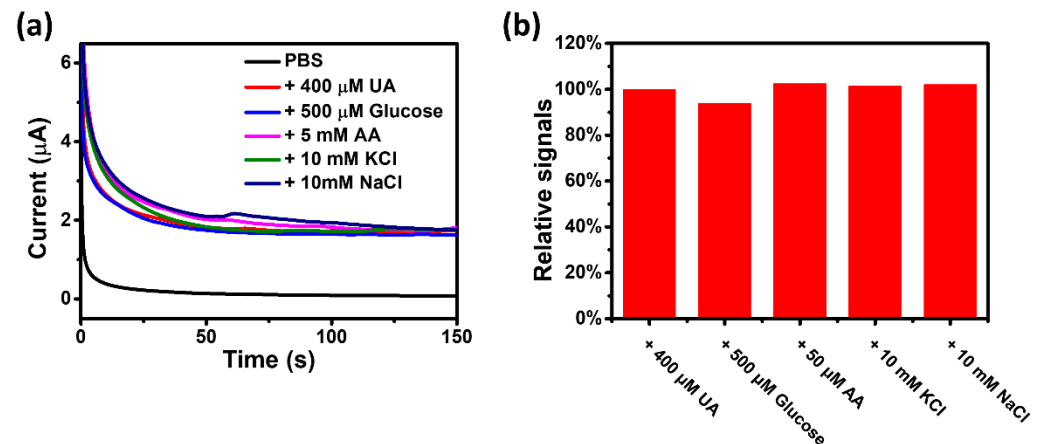 (a)
6
4
2
0
Current (μA)
0
50
100
150
Time (s)
PBS
+ 400 μM UA
+ 500 μM Glucose
+ 5 mM AA
+ 10 mM KCl
+ 10mM NaCl
(b)
120%
100%
80%
60%
40%
20%
0%
Relative signals
+ 400 μM UA
+ 500 μM Glucose
+ 50 μM AA
+ 10 mM KCl
+ 10 mM NaCl